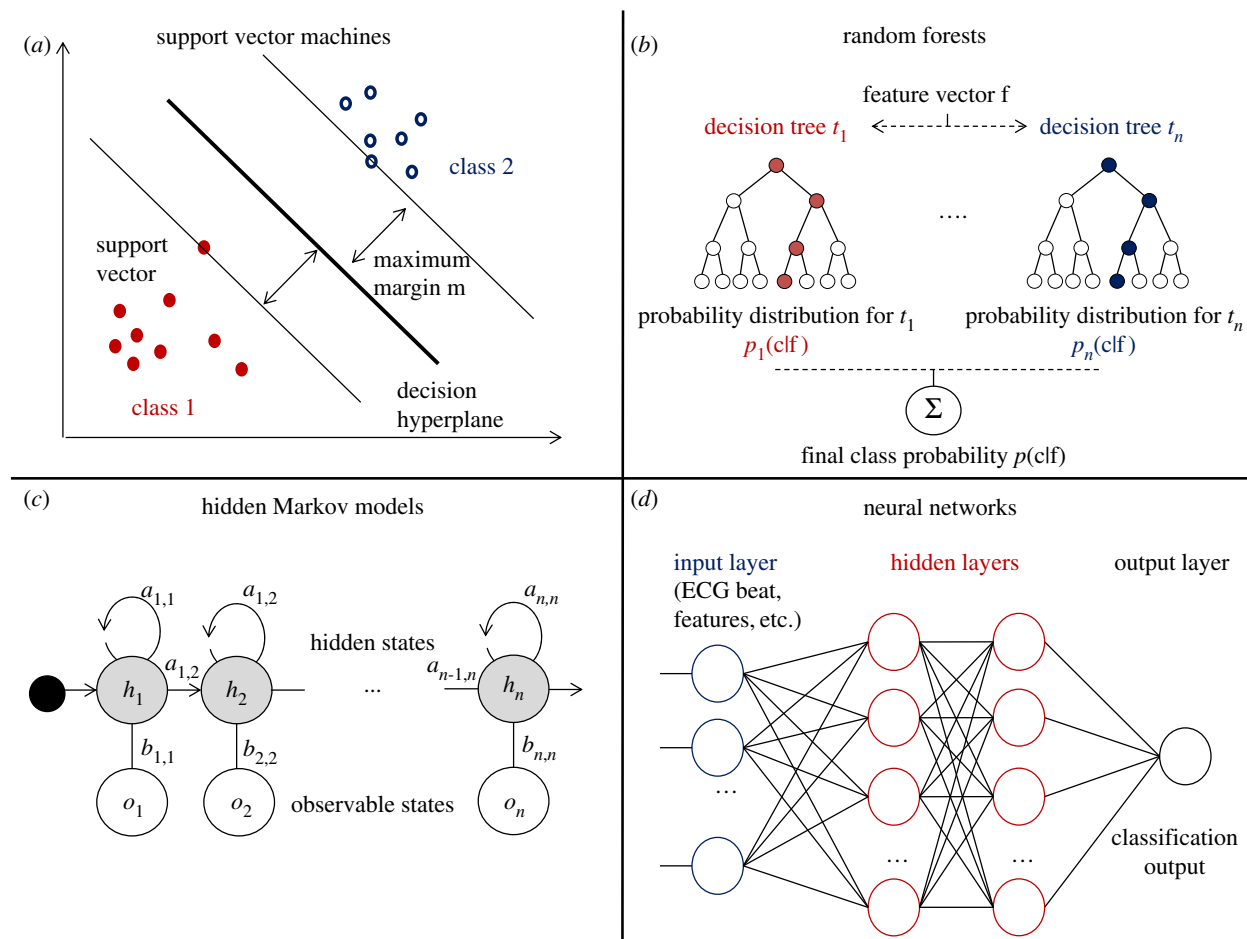 (a)
support vector machines
class 2
support
vector
maximum
margin m
class 1
decision
hyperplane
(b)
random forests
feature vector f
decision tree t1
decision tree tn
....
probability distribution for t1
p1(c|f)
probability distribution for tn
pn(c|f)
Σ
final class probability p(c|f)
(c)
hidden Markov models
a1,1
a1,2
an,n
hidden states
a1,2
an-1,n
h1
h2
...
hn
b1,1
b2,2
bn,n
o1
o2
observable states
on
(d)
neural networks
input layer
(ECG beat,
features, etc.)
hidden layers
output layer
...
...
...
classification
output